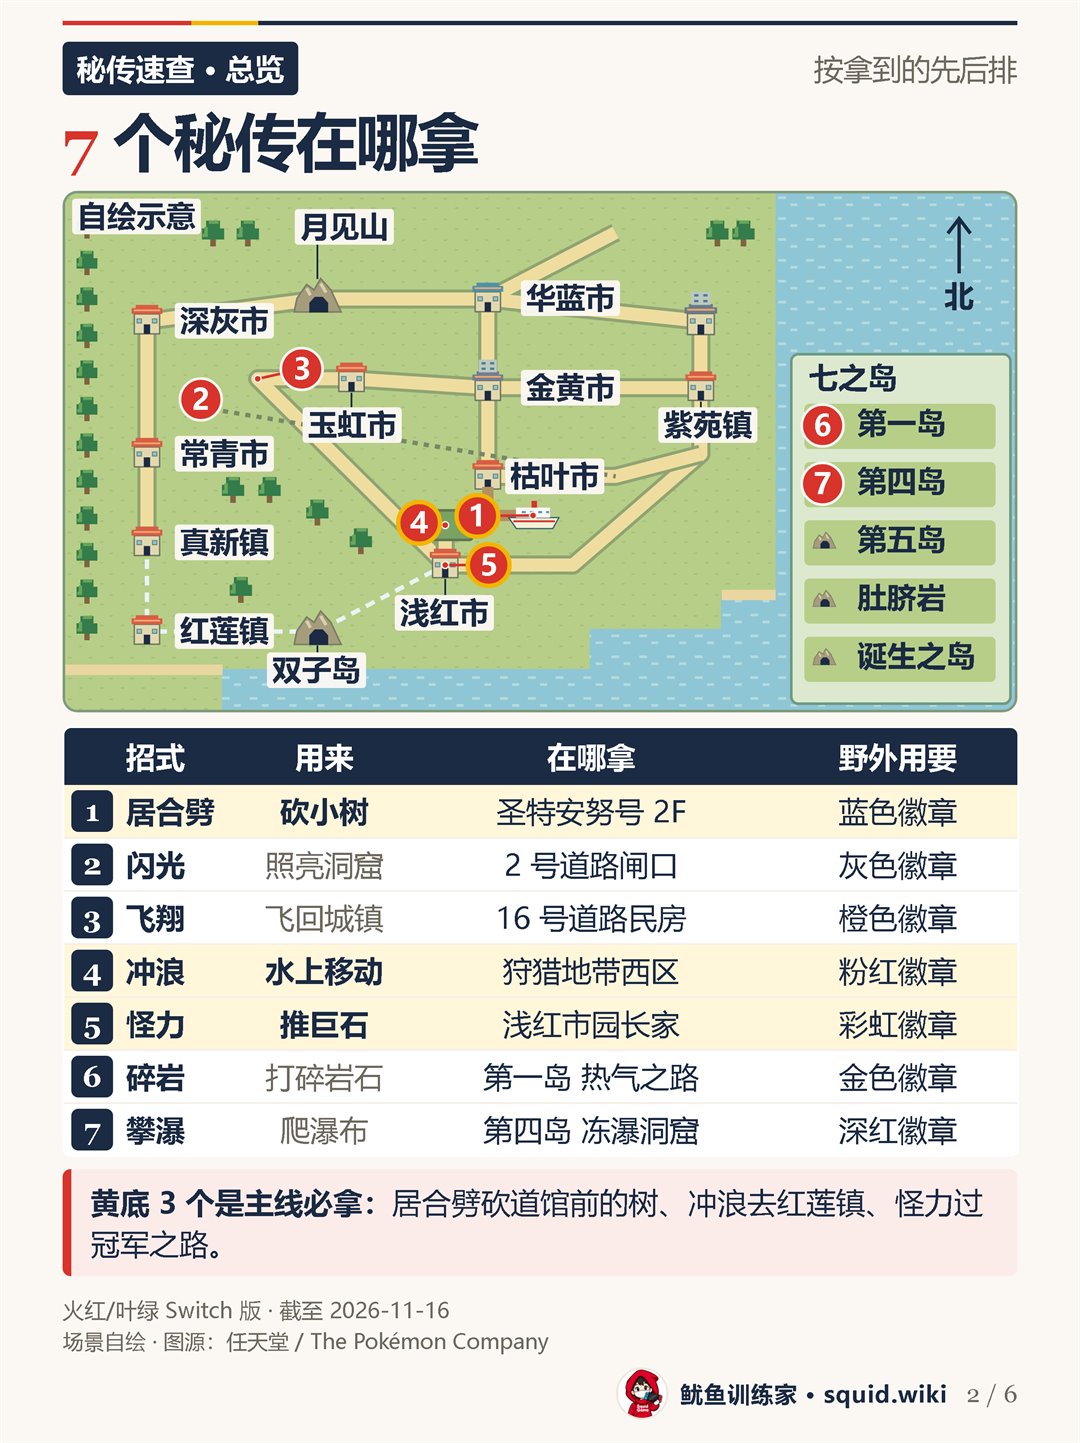 秘传速查 • 总览
按拿到的先后排
7 个秘传在哪拿
自绘示意
月见山
北
深灰市
华蓝市
3
2
玉虹市
金黄市
紫苑镇
常青市
枯叶市
4
1
真新镇
5
浅红市
红莲镇
双子岛
七之岛
6 第一岛
7 第四岛
第五岛
肚脐岩
诞生之岛
招式 用来 在哪拿 野外用要
1 居合劈 砍小树 圣特安努号 2F 蓝色徽章
2 闪光 照亮洞窟 2 号道路闸口 灰色徽章
3 飞翔 飞回城镇 16 号道路民房 橙色徽章
4 冲浪 水上移动 狩猎地带西区 粉红徽章
5 怪力 推巨石 浅红市园长家 彩虹徽章
6 碎岩 打碎岩石 第一岛 热气之路 金色徽章
7 攀瀑 爬瀑布 第四岛 冻瀑洞窟 深红徽章
黄底 3 个是主线必拿：居合劈砍道馆前的树、冲浪去红莲镇、怪力过
冠军之路。
火红/叶绿 Switch 版 · 截至 2026-11-16
场景自绘 · 图源：任天堂 / The Pokémon Company
鱿鱼训练家 • squid.wiki 2 / 6